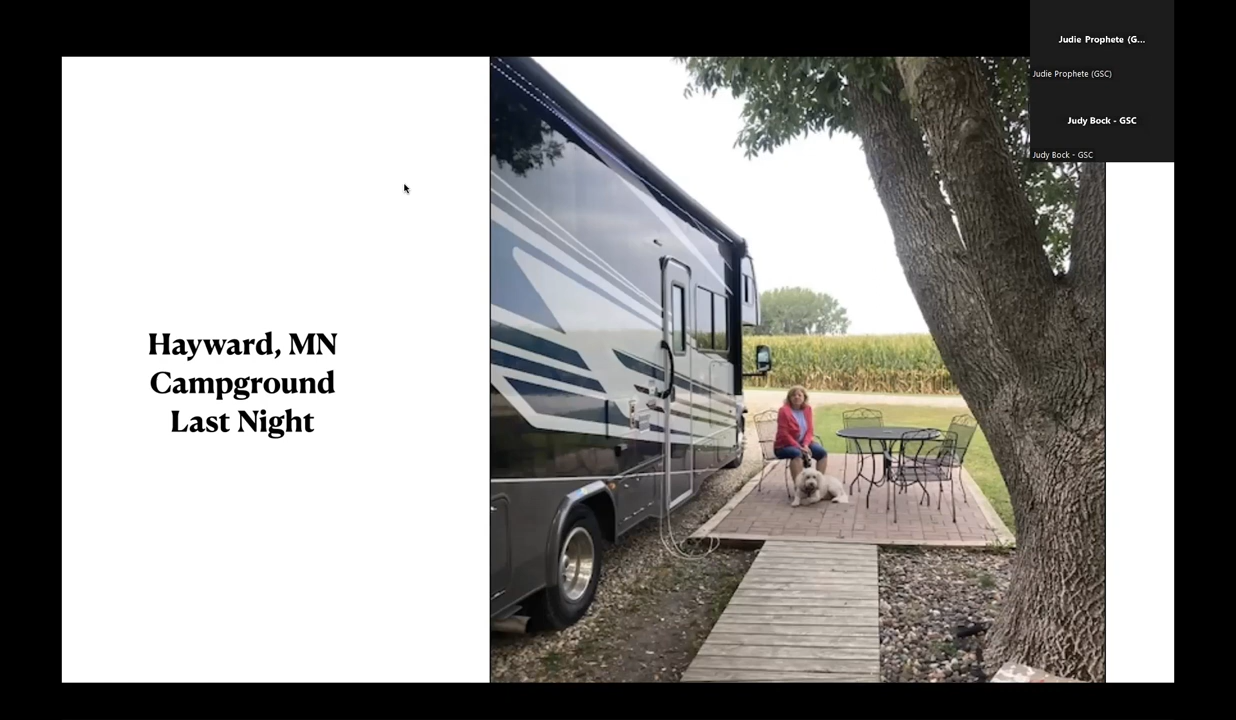 Judie Prophete (G...
Judie Prophete (GSC)
Judy Bock - GSC
Judy Bock - GSC
Hayward, MN
Campground
Last Night